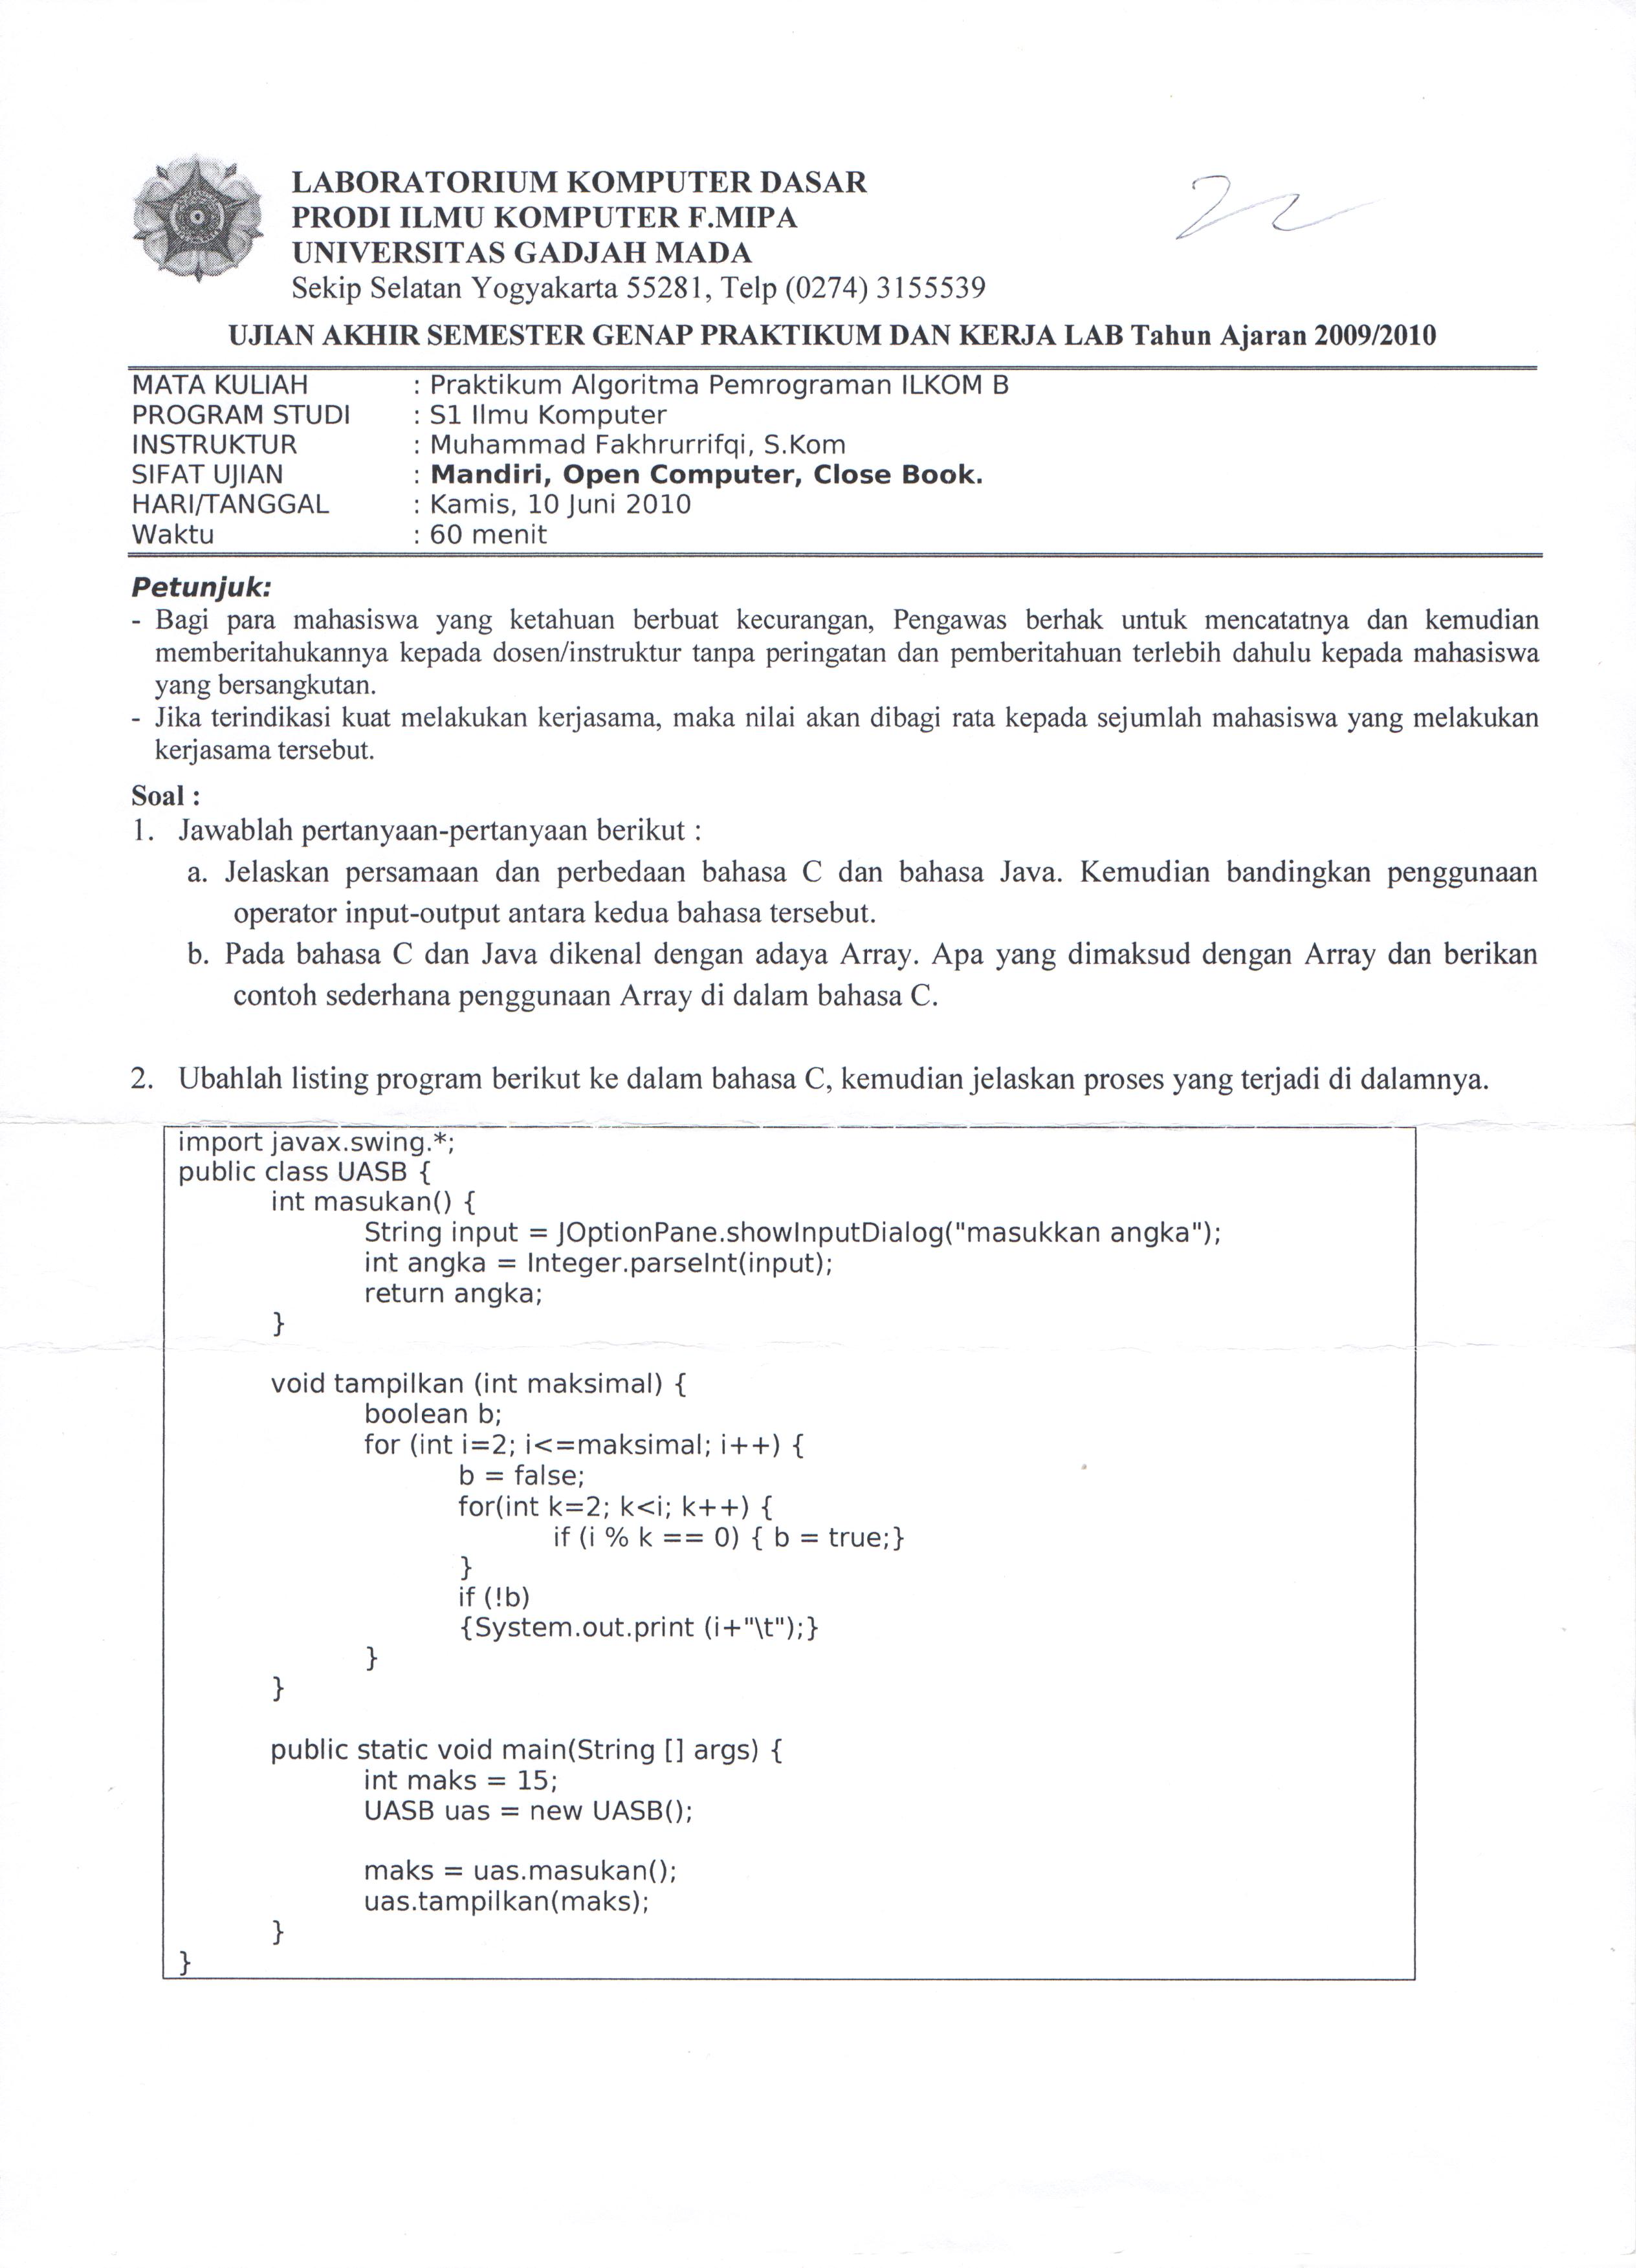 LABORATORIUM KOMPUTER DASAR
PRODI ILMU KOMPUTER F.MIPA
UNIVERSITAS GADJAH MADA
Sekip Selatan Yogyakarta 55281, Telp (0274) 3155539
UJIAN AKHIR SEMESTER GENAP PRAKTIKUM DAN KERJA LAB Tahun Ajaran 2009/2010
MATA KULIAH : Praktikum Algoritma Pemrograman ILKOM B
PROGRAM STUDI : S1 Ilmu Komputer
INSTRUKTUR : Muhammad Fakhrurrifqi, S.Kom
SIFAT UJIAN : Mandiri, Open Computer, Close Book.
HARI/TANGGAL : Kamis, 10 Juni 2010
Waktu : 60 menit
Petunjuk:
- Bagi para mahasiswa yang ketahuan berbuat kecurangan, Pengawas berhak untuk mencatatnya dan kemudian
memberitahukannya kepada dosen/instruktur tanpa peringatan dan pemberitahuan terlebih dahulu kepada mahasiswa
yang bersangkutan.
- Jika terindikasi kuat melakukan kerjasama, maka nilai akan dibagi rata kepada sejumlah mahasiswa yang melakukan
kerjasama tersebut.
Soal :
1. Jawablah pertanyaan-pertanyaan berikut :
a. Jelaskan persamaan dan perbedaan bahasa C dan bahasa Java. Kemudian bandingkan penggunaan
operator input-output antara kedua bahasa tersebut.
b. Pada bahasa C dan Java dikenal dengan adaya Array. Apa yang dimaksud dengan Array dan berikan
contoh sederhana penggunaan Array di dalam bahasa C.
2. Ubahlah listing program berikut ke dalam bahasa C, kemudian jelaskan proses yang terjadi di dalamnya.
import javax.swing.*;
public class UASB {
int masukan() {
String input = JOptionPane.showInputDialog("masukkan angka");
int angka = Integer.parseInt(input);
return angka;
}
void tampilkan (int maksimal) {
boolean b;
for (int i=2; i<=maksimal; i++) {
b = false;
for(int k=2; k<i; k++) {
if (i % k == 0) { b = true;}
}
if (!b)
{System.out.print (i+"\t");}
}
}
public static void main(String [] args) {
int maks = 15;
UASB uas = new UASB();
maks = uas.masukan();
uas.tampilkan(maks);
}
}